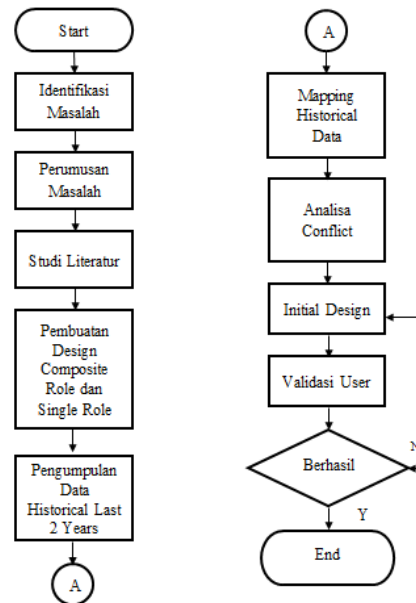 Start
Identifikasi
Masalah
Perumusan
Masalah
Studi Literatur
Pembuatan
Design
Composite
Role dan
Single Role
Pengumpulan
Data
Historical Last
2 Years
A
A
Mapping
Historical
Data
Analisa
Conflict
Initial Design
Validasi User
Berhasil
N
Y
End